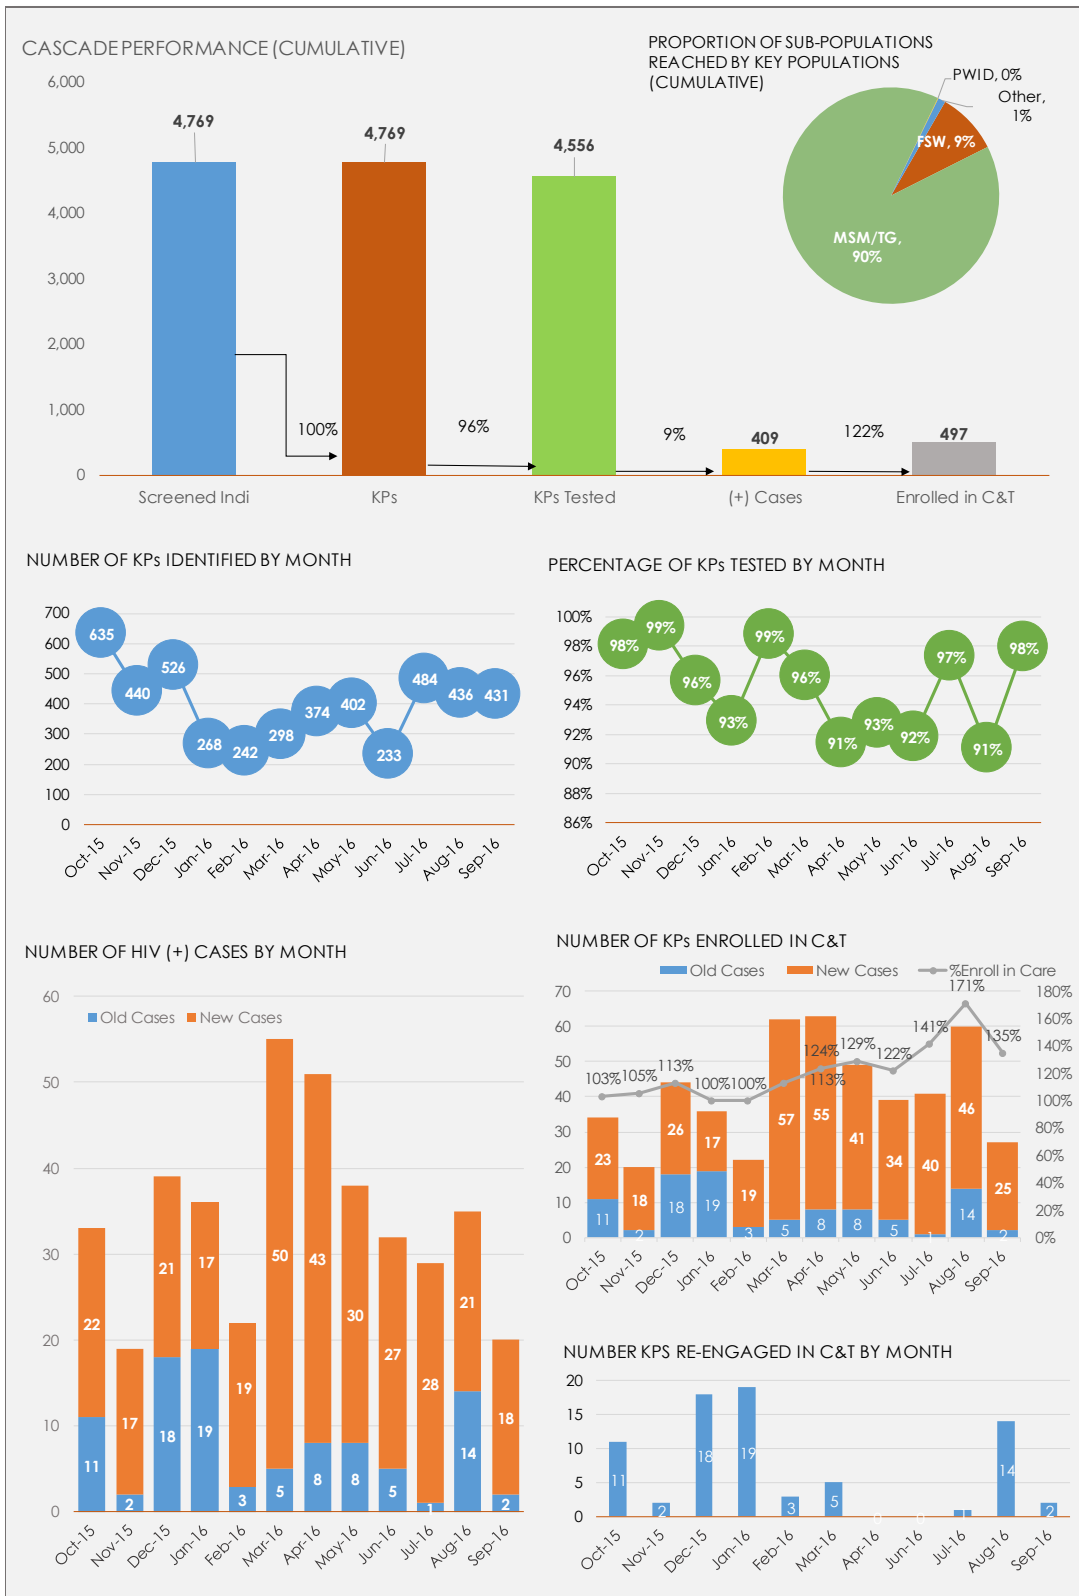 CASCADE PERFORMANCE (CUMULATIVE)
6,000
5,000
4,000
3,000
2,000
1,000
0
4,769
4,769
4,556
409
497
100%
96%
9%
122%
Screened Indi
KPs
KPs Tested
(+) Cases
Enrolled in C&T
PROPORTION OF SUB-POPULATIONS
REACHED BY KEY POPULATIONS
(CUMULATIVE)
PWID, 0%
Other,
1%
FSW, 9%
MSM/TG,
90%
NUMBER OF KPs IDENTIFIED BY MONTH
700
600
500
400
300
200
100
0
635
440
526
268
242
298
374
402
233
484
436
431
Oct-15
Nov-15
Dec-15
Jan-16
Feb-16
Mar-16
Apr-16
May-16
Jun-16
Jul-16
Aug-16
Sep-16
PERCENTAGE OF KPs TESTED BY MONTH
100%
98%
96%
94%
92%
90%
88%
86%
98%
99%
96%
93%
99%
96%
91%
93%
92%
97%
91%
98%
Oct-15
Nov-15
Dec-15
Jan-16
Feb-16
Mar-16
Apr-16
May-16
Jun-16
Jul-16
Aug-16
Sep-16
NUMBER OF HIV (+) CASES BY MONTH
Old Cases New Cases
60
50
40
30
20
10
0
22
11
17
2
21
18
17
19
19
3
50
5
43
8
30
8
27
5
28
1
21
14
18
2
Oct-15
Nov-15
Dec-15
Jan-16
Feb-16
Mar-16
Apr-16
May-16
Jun-16
Jul-16
Aug-16
Sep-16
NUMBER OF KPs ENROLLED IN C&T
Old Cases New Cases %Enroll in Care
70
60
50
40
30
20
10
0
180%
160%
140%
120%
100%
80%
60%
40%
20%
0%
103%
105%
113%
100%
100%
113%
124%
129%
122%
141%
171%
135%
23
11
18
2
26
18
17
19
19
3
57
5
55
8
41
8
34
5
40
1
46
14
25
2
Oct-15
Nov-15
Dec-15
Jan-16
Feb-16
Mar-16
Apr-16
May-16
Jun-16
Jul-16
Aug-16
Sep-16
NUMBER KPS RE-ENGAGED IN C&T BY MONTH
20
15
10
5
0
11
2
18
19
3
5
0
0
1
14
2
Oct-15
Nov-15
Dec-15
Jan-16
Feb-16
Mar-16
Apr-16
Jun-16
Jul-16
Aug-16
Sep-16